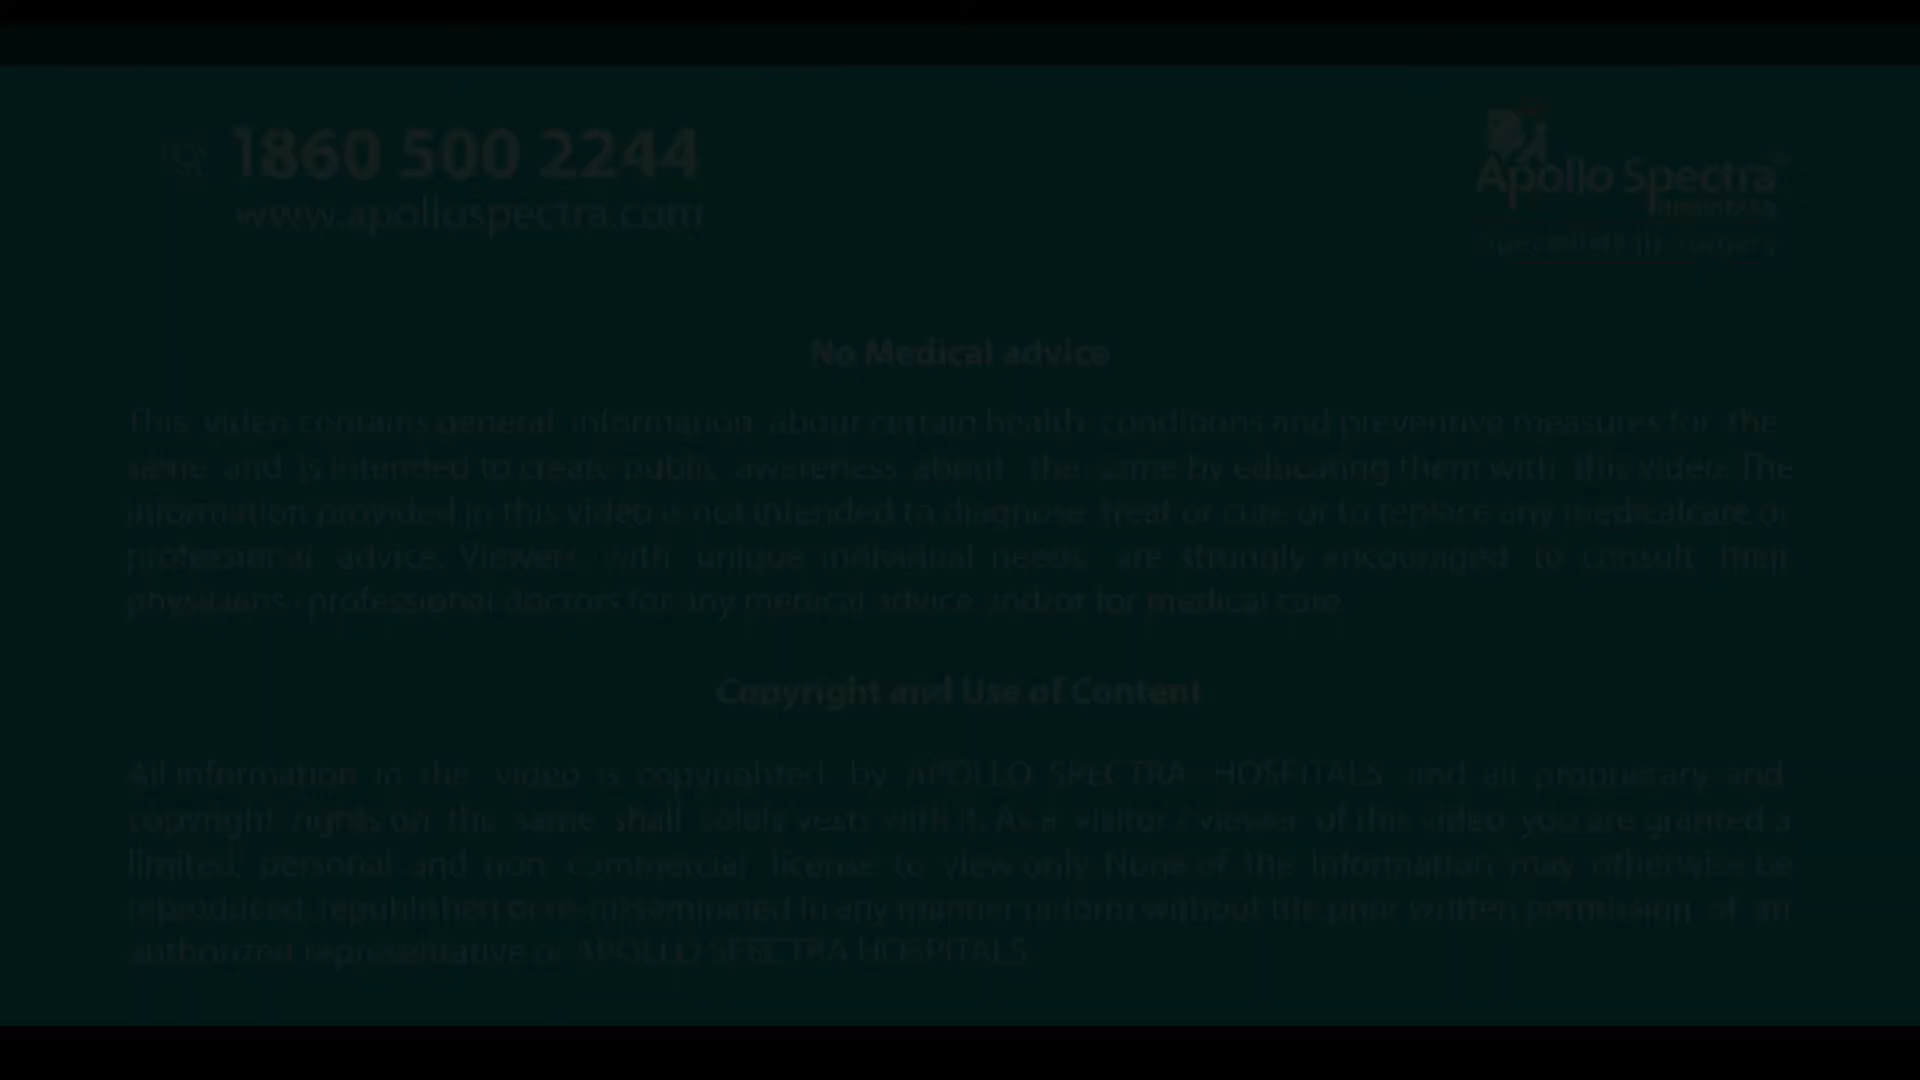 1860 500 2244
www.apollospectra.com
Apollo Spectra
HOSPITALS
Specialists in Surgery
No Medical advice
This video contains general information about certain health conditions and preventive measures for the
same and is intended to create public awareness about the same by educating them with this video. The
information provided in this video is not intended to diagnose treat or cure or to replace any medicalcare or
professional advice. Viewers with unique individual needs are strongly encouraged to consult their
physicians professional doctors for any medical advice and/or for medical care
Copyright and Use of Content
All information in the video is copyrighted by APOLLO SPECTRA HOSPITALS and all proprietary and
copyright rights on the same shall solely vest with it. As a visitor / viewer of this video you are granted a
limited, personal and non commercial license to view only None of the information may otherwise be
reproduced, republished or re-disseminated in any manner or form without the prior written permission of an
authorized representative of APOLLO SPECTRA HOSPITALS